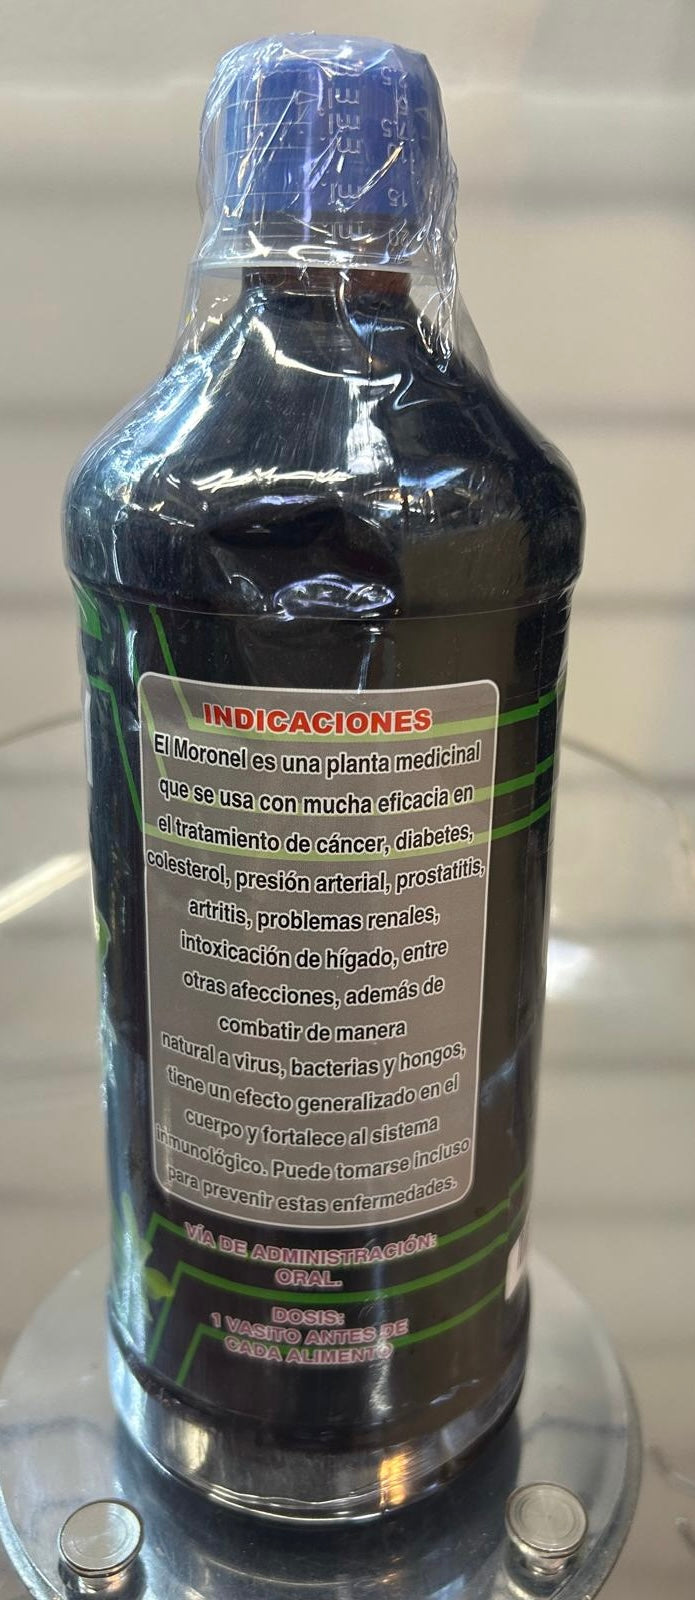 INDICACIONES
El Moronel es una planta medicinal
que se usa con mucha eficacia en
el tratamiento de cáncer, diabetes,
colesterol, presión arterial, prostatitis,
artritis, problemas renales,
intoxicación de hígado, entre
otras afecciones, además de
combatir de manera
natural a virus, bacterias y hongos,
tiene un efecto generalizado en el
cuerpo y fortalece al sistema
inmunológico. Puede tomarse incluso
para prevenir estas enfermedades.
VÍA DE ADMINISTRACIÓN:
ORAL.
DOSIS:
1 VASITO ANTES DE
CADA ALIMENTO